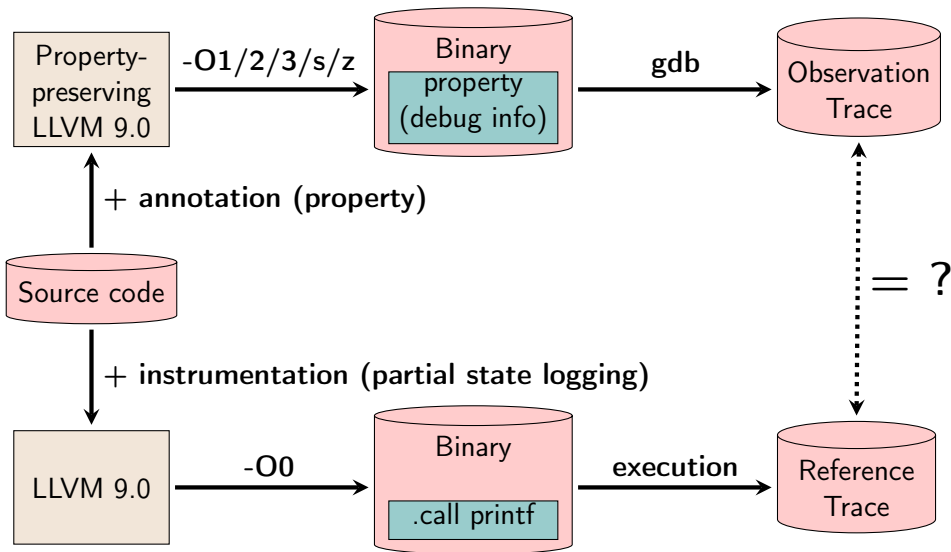 Property-
preserving
LLVM 9.0
-O1/2/3/s/z
Binary
property
(debug info)
gdb
Observation
Trace
+ annotation (property)
Source code
= ?
+ instrumentation (partial state logging)
LLVM 9.0
-O0
Binary
.call printf
execution
Reference
Trace